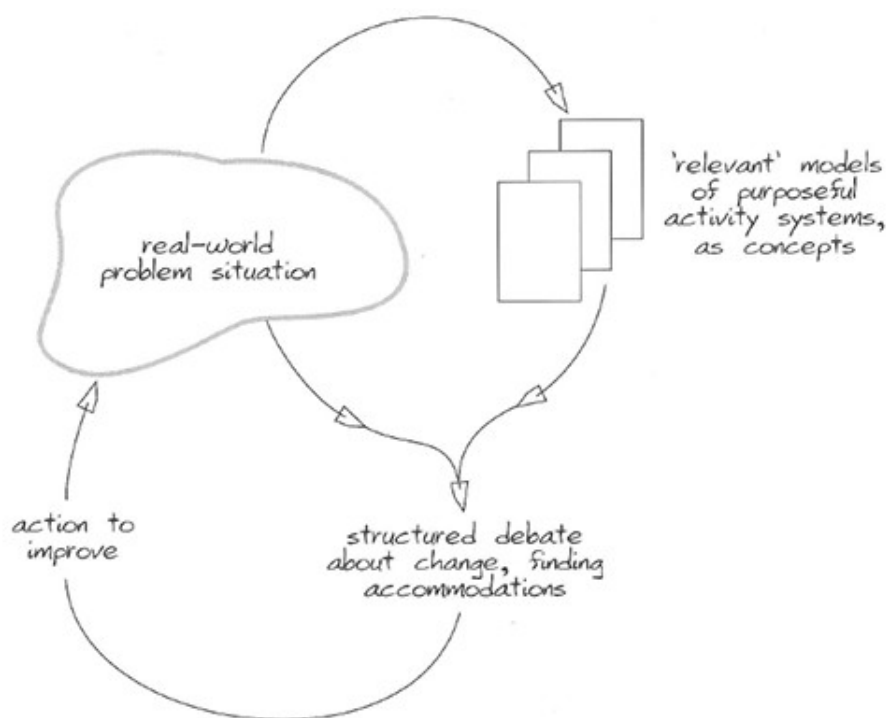 real-world
problem situation
'relevant' models
of purposeful
activity systems,
as concepts
action to
improve
structured debate
about change, finding
accommodations